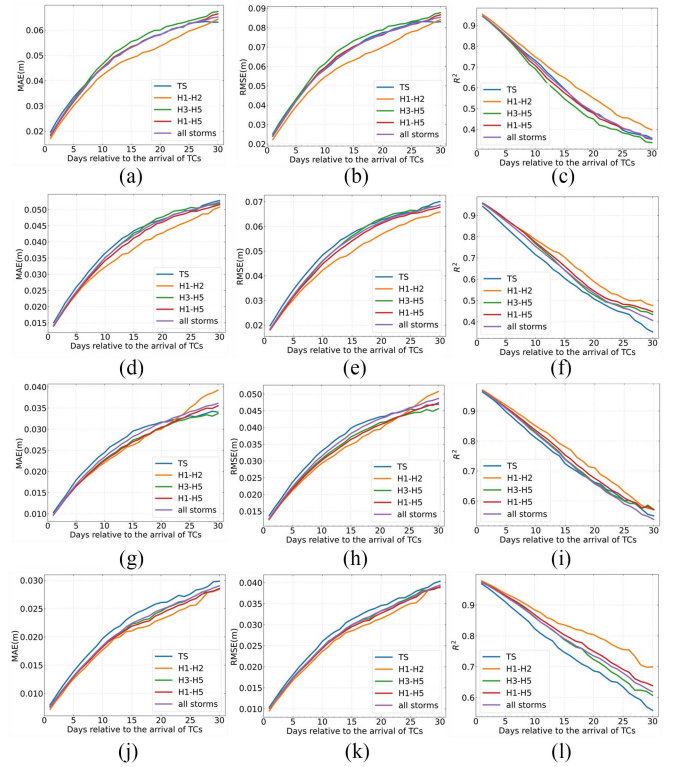 0.06
0.05
0.04
0.03
0.02
MAE(m)
TS
H1-H2
H3-H5
H1-H5
all storms
0 5 10 15 20 25 30
Days relative to the arrival of TCs
(a)
0.09
0.08
0.07
0.06
0.05
0.04
0.03
0.02
RMSE(m)
TS
H1-H2
H3-H5
H1-H5
all storms
0 5 10 15 20 25 30
Days relative to the arrival of TCs
(b)
0.9
0.8
0.7
0.6
0.5
0.4
R²
TS
H1-H2
H3-H5
H1-H5
all storms
0 5 10 15 20 25 30
Days relative to the arrival of TCs
(c)
0.050
0.045
0.040
0.035
0.030
0.025
0.020
0.015
MAE(m)
TS
H1-H2
H3-H5
H1-H5
all storms
0 5 10 15 20 25 30
Days relative to the arrival of TCs
(d)
0.07
0.06
0.05
0.04
0.03
0.02
RMSE(m)
TS
H1-H2
H3-H5
H1-H5
all storms
0 5 10 15 20 25 30
Days relative to the arrival of TCs
(e)
0.9
0.8
0.7
0.6
0.5
0.4
R²
TS
H1-H2
H3-H5
H1-H5
all storms
0 5 10 15 20 25 30
Days relative to the arrival of TCs
(f)
0.040
0.035
0.030
0.025
0.020
0.015
0.010
MAE(m)
TS
H1-H2
H3-H5
H1-H5
all storms
0 5 10 15 20 25 30
Days relative to the arrival of TCs
(g)
0.050
0.045
0.040
0.035
0.030
0.025
0.020
0.015
RMSE(m)
TS
H1-H2
H3-H5
H1-H5
all storms
0 5 10 15 20 25 30
Days relative to the arrival of TCs
(h)
0.9
0.8
0.7
0.6
R²
TS
H1-H2
H3-H5
H1-H5
all storms
0 5 10 15 20 25 30
Days relative to the arrival of TCs
(i)
0.030
0.025
0.020
0.015
0.010
MAE(m)
TS
H1-H2
H3-H5
H1-H5
all storms
0 5 10 15 20 25 30
Days relative to the arrival of TCs
(j)
0.040
0.035
0.030
0.025
0.020
0.015
0.010
RMSE(m)
TS
H1-H2
H3-H5
H1-H5
all storms
0 5 10 15 20 25 30
Days relative to the arrival of TCs
(k)
0.9
0.8
0.7
0.6
R²
TS
H1-H2
H3-H5
H1-H5
all storms
0 5 10 15 20 25 30
Days relative to the arrival of TCs
(l)